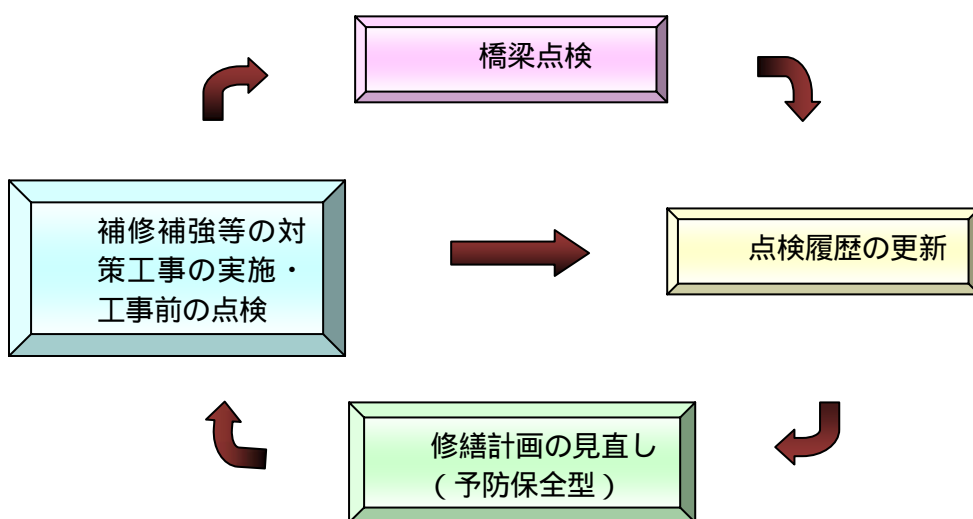 橋梁点検
補修補強等の対
策工事の実施・
工事前の点検
点検履歴の更新
修繕計画の見直し
（予防保全型）